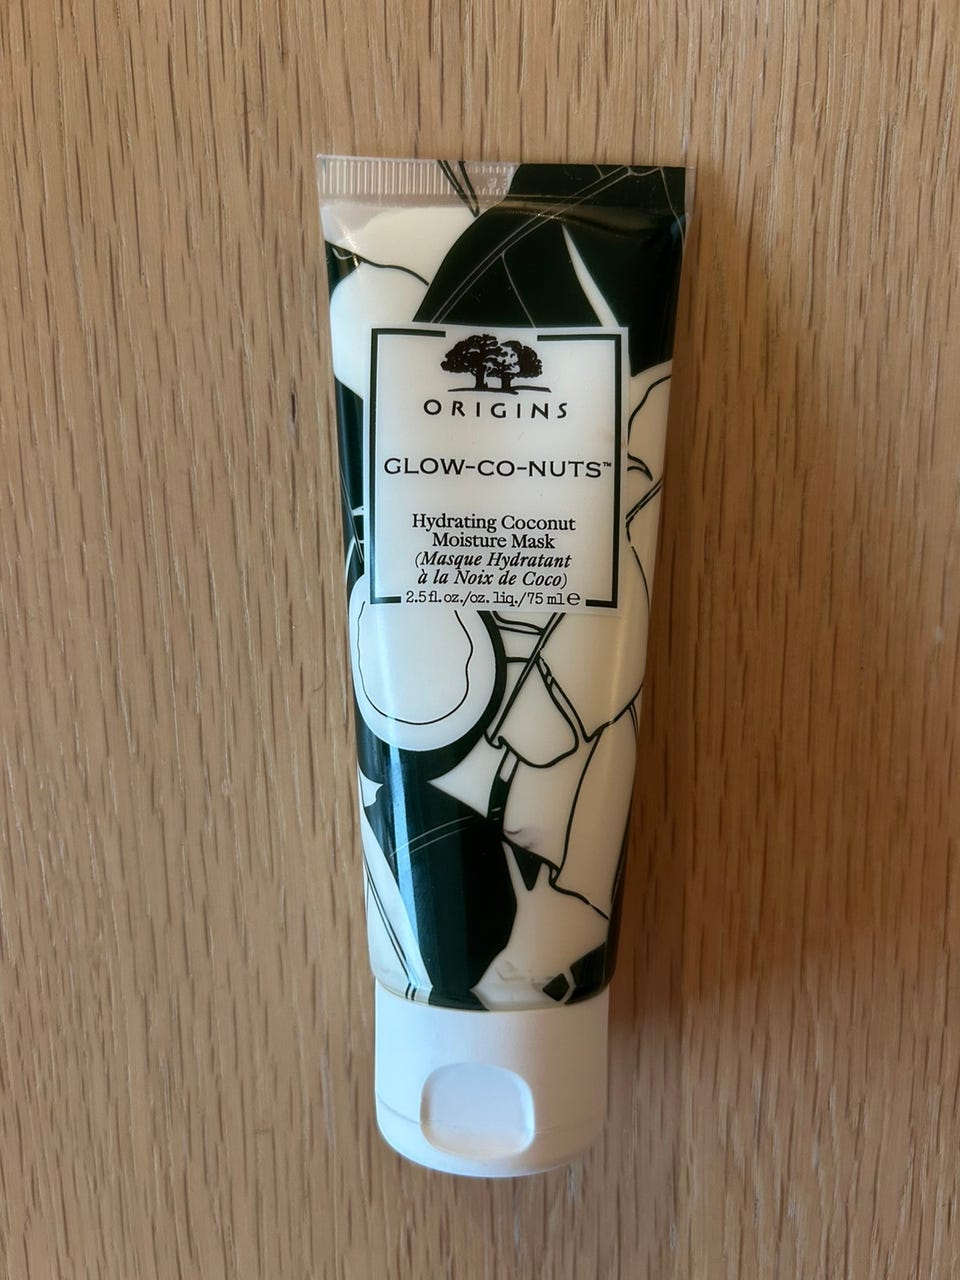 ORIGINS
GLOW-CO-NUTS™
Hydrating Coconut
Moisture Mask
(Masque Hydratant
à la Noix de Coco)
2.5 fl. oz./oz. liq./75 ml ℮